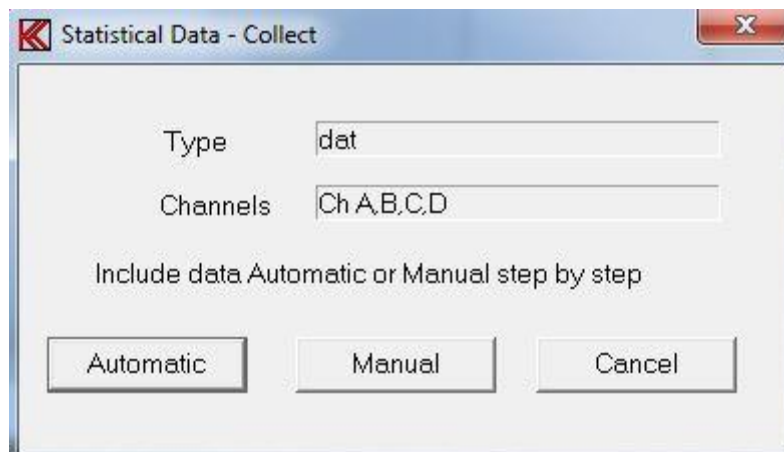 Statistical Data - Collect
Type dat
Channels Ch A,B,C,D
Include data Automatic or Manual step by step
Automatic Manual Cancel